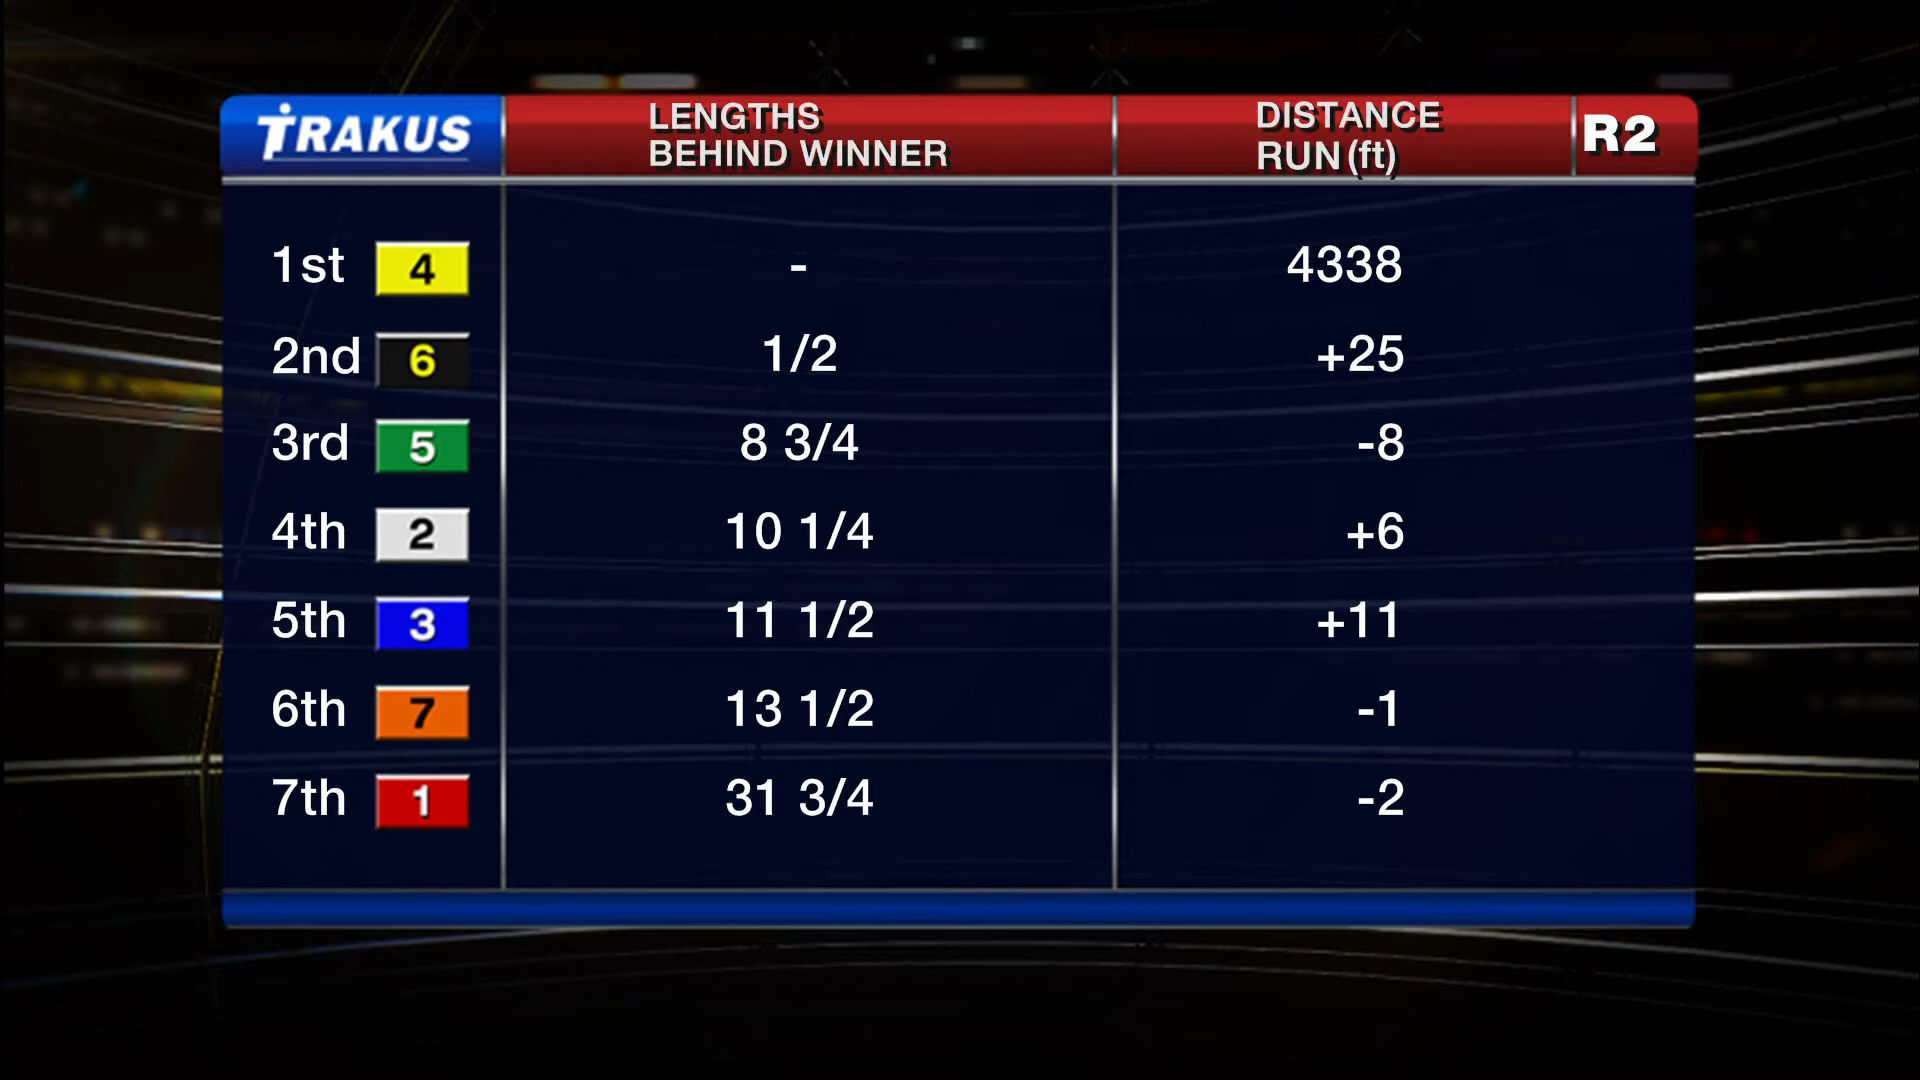 TRAKUS
LENGTHS
BEHIND WINNER
DISTANCE
RUN (ft)
R2
1st 4 - 4338
2nd 6 1/2 +25
3rd 5 8 3/4 -8
4th 2 10 1/4 +6
5th 3 11 1/2 +11
6th 7 13 1/2 -1
7th 1 31 3/4 -2